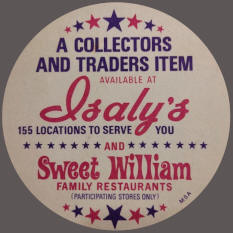 A COLLECTORS
AND TRADERS ITEM
AVAILABLE AT
Isaly's
155 LOCATIONS TO SERVE YOU
AND
Sweet William
FAMILY RESTAURANTS
(PARTICIPATING STORES ONLY)
MSA